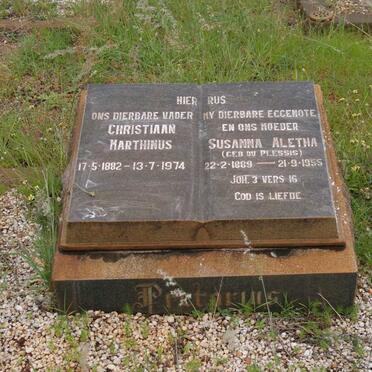 HIER RUS
ONS DIERBARE VADER
CHRISTIAAN
MARTHINUS
17-5-1882 - 13-7-1974
MY DIERBARE EGGENOTE
EN ONS MOEDER
SUSANNA ALETHA
(GEB DU PLESSIS)
22-2-1889 - 21-9-1955
JOH. 3 VERS 16
GOD IS LIEFDE
Pretorius